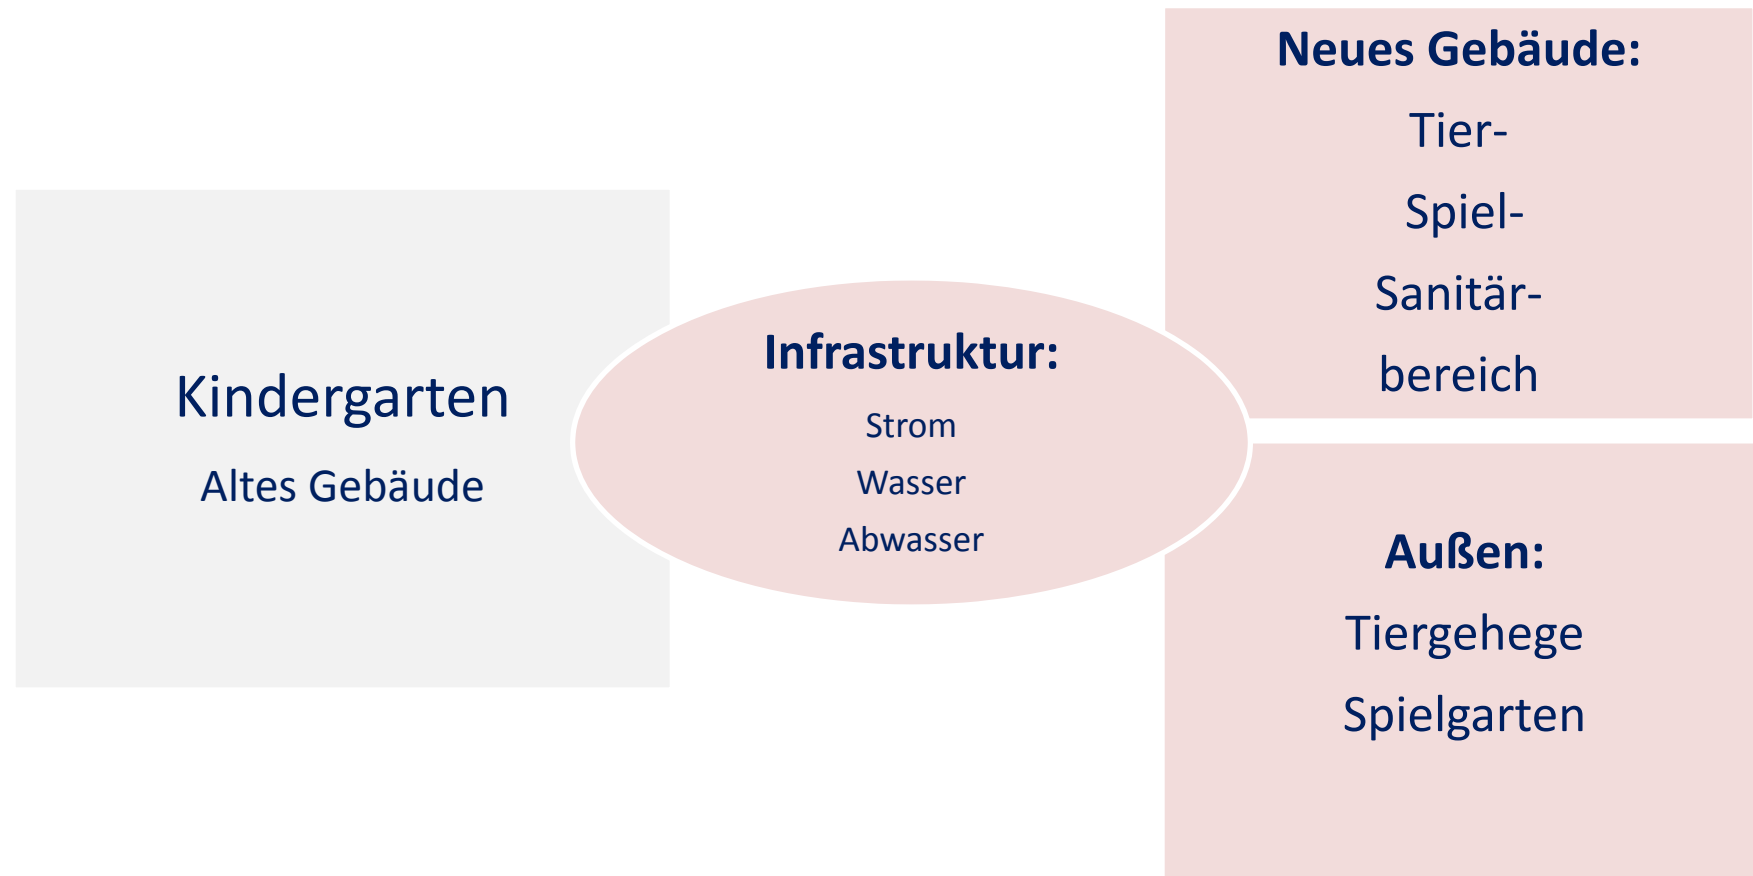 Kindergarten
Altes Gebäude
Infrastruktur:
Strom
Wasser
Abwasser
Neues Gebäude:
Tier-
Spiel-
Sanitär-
bereich
Außen:
Tiergehege
Spielgarten